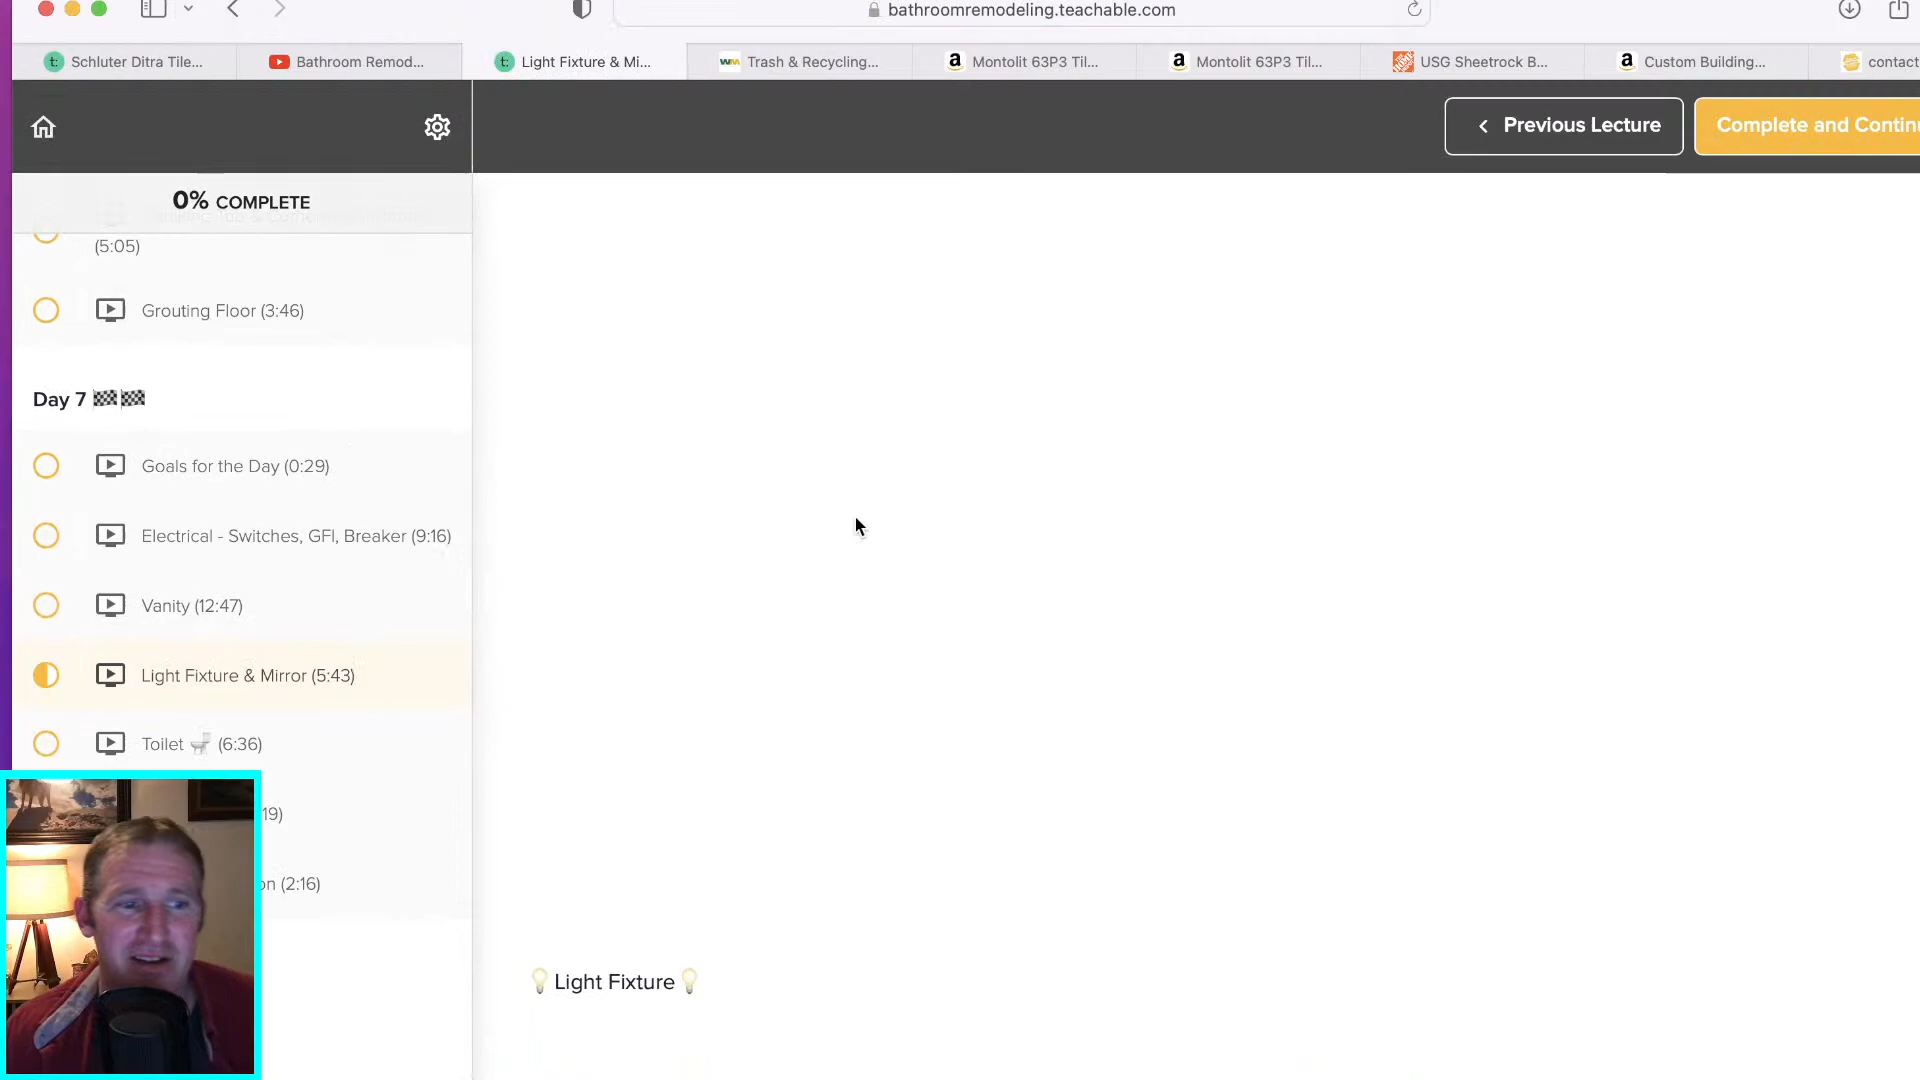 bathroomremodeling.teachable.com
Schluter Ditra Tile...
Bathroom Remod...
t: Light Fixture & Mi...
Trash & Recycling...
Montolit 63P3 Til...
Montolit 63P3 Til...
USG Sheetrock B...
Custom Building...
contact
Previous Lecture
Complete and Continu
0% COMPLETE
(5:05)
Grouting Floor (3:46)
Day 7
Goals for the Day (0:29)
Electrical - Switches, GFI, Breaker (9:16)
Vanity (12:47)
Light Fixture & Mirror (5:43)
Toilet (6:36)
19)
on (2:16)
Light Fixture